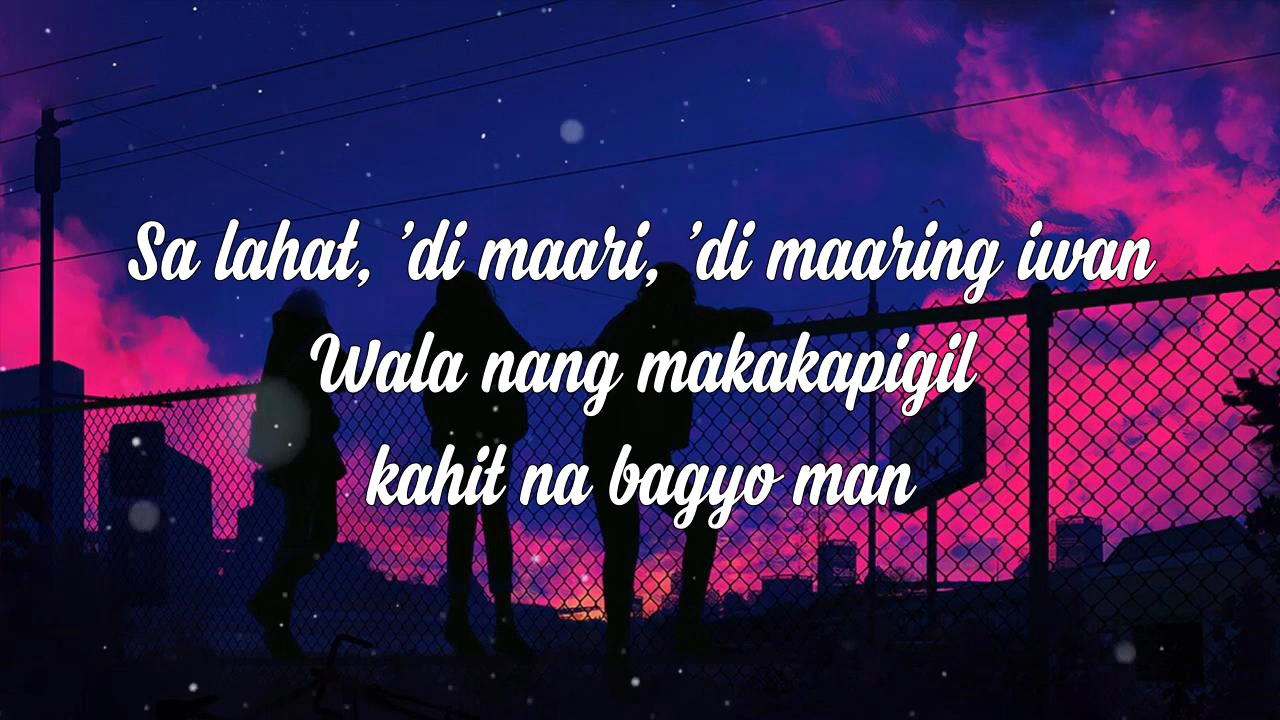 Sa lahat, 'di maari, 'di maaring iwan
Wala nang makakapigil
kahit na bagyo man